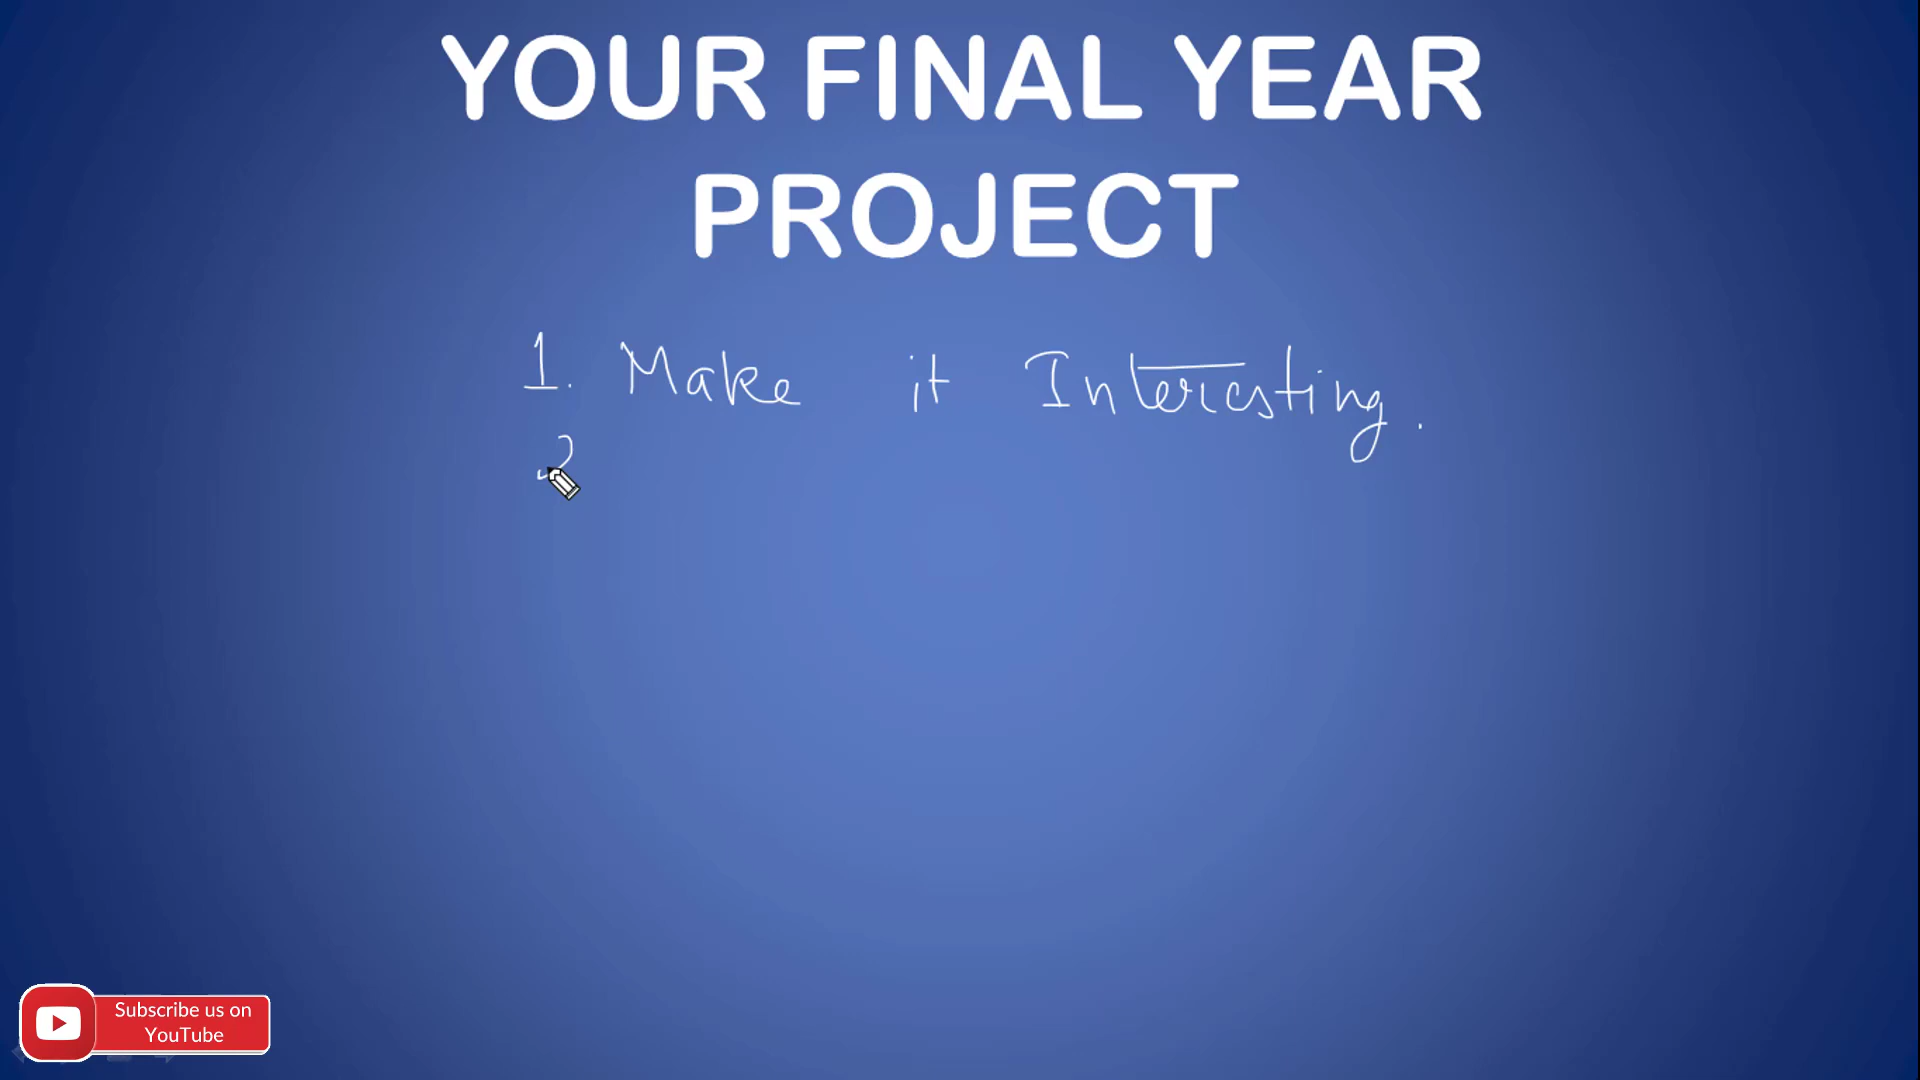 YOUR FINAL YEAR
PROJECT
1. Make it Interesting.
2
Subscribe us on
YouTube